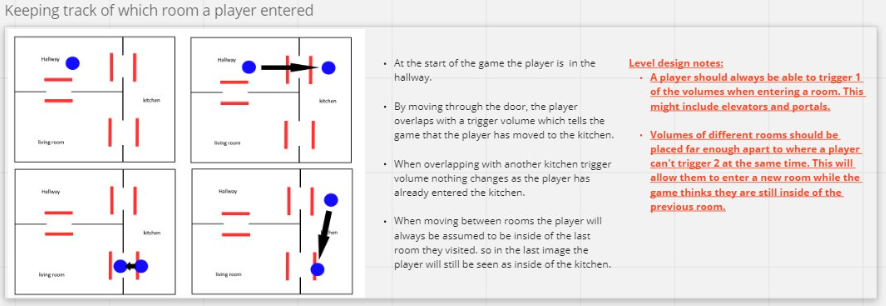 Keeping track of which room a player entered
Hallway
kitchen
living room
Hallway
kitchen
living room
Hallway
kitchen
living room
Hallway
living room
• At the start of the game the player is in the
hallway.
• By moving through the door, the player
overlaps with a trigger volume which tells the
game that the player has moved to the kitchen.
• When overlapping with another kitchen trigger
volume nothing changes as the player has
already entered the kitchen.
• When moving between rooms the player will
always be assumed to be inside of the last
room they visited. so in the last image the
player will still be seen as inside of the kitchen.
Level design notes:
• A player should always be able to trigger 1
of the volumes when entering a room. This
might include elevators and portals.
• Volumes of different rooms should be
placed far enough apart to where a player
can't trigger 2 at the same time. This will
allow them to enter a new room while the
game thinks they are still inside of the
previous room.